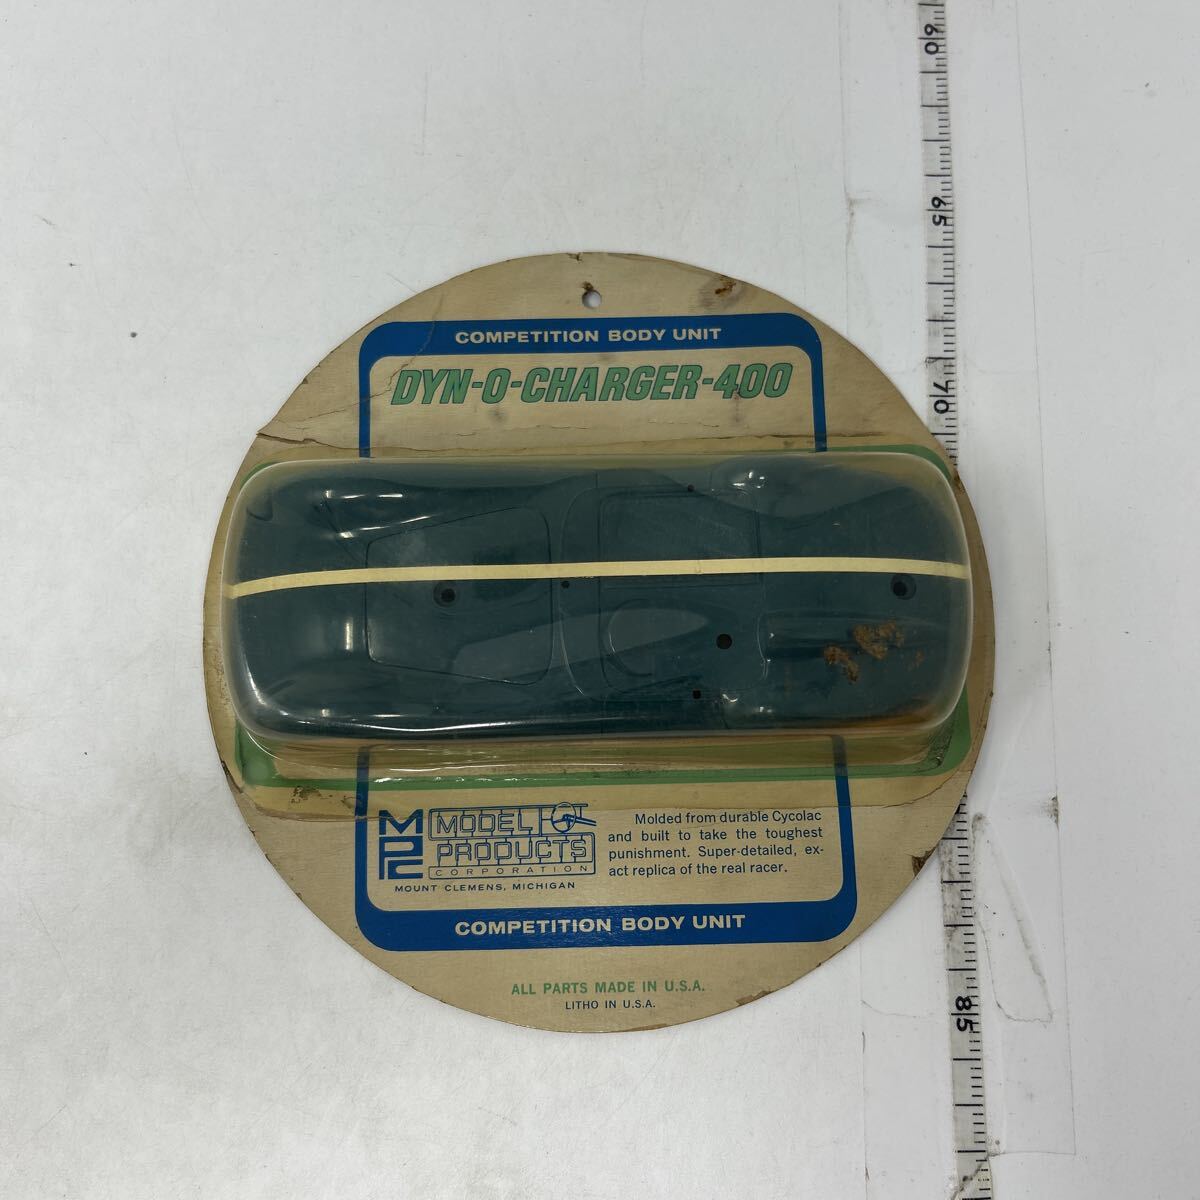 COMPETITION BODY UNIT
DYN-O-CHARGER-400
MPC
MODEL
PRODUCTS
CORPORATION
MOUNT CLEMENS, MICHIGAN
Molded from durable Cycolac
and built to take the toughest
punishment. Super-detailed, ex-
act replica of the real racer.
COMPETITION BODY UNIT
ALL PARTS MADE IN U.S.A.
LITHO IN U.S.A.
60
65
70
85